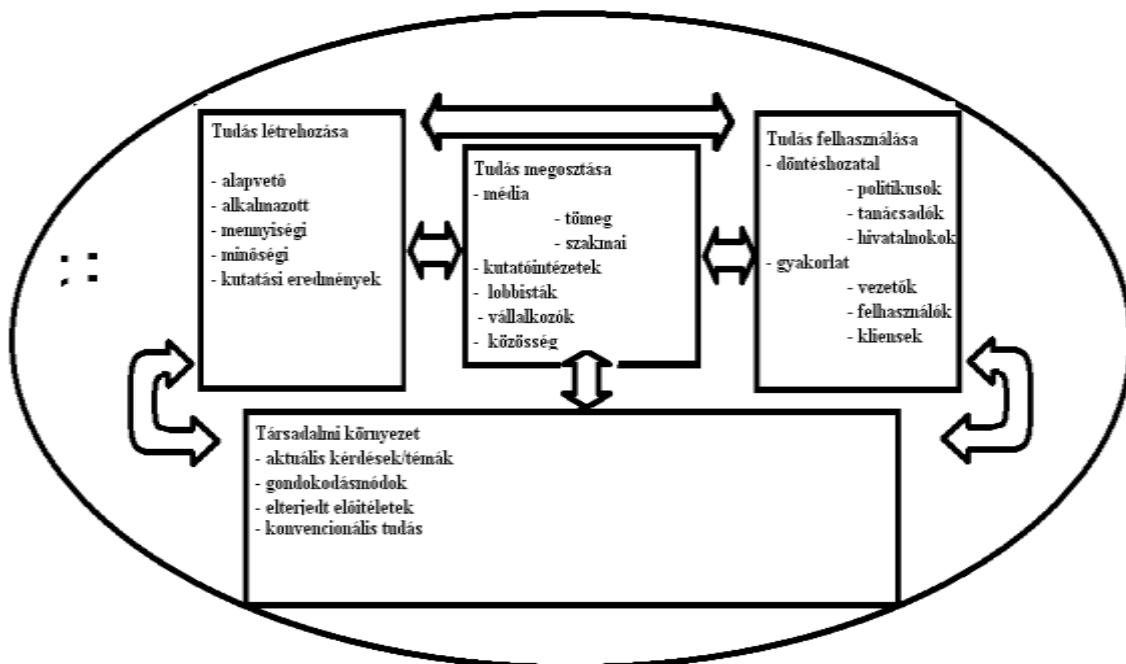 Tudás létrehozása
- alapvető
- alkalmazott
- mennyiségi
- minőségi
- kutatási eredmények
Tudás megosztása
- média
- tömeg
- szakmai
- kutatóintézetek
- lobbisták
- vállalkozók
- közösség
Tudás felhasználása
- döntéshozatal
- politikusok
- tanácsadók
- hivatalnokok
- gyakorlat
- vezetők
- felhasználók
- kliensek
Társadalmi környezet
- aktuális kérdések/témák
- gondokodásmódok
- elterjedt előítéletek
- konvencionális tudás